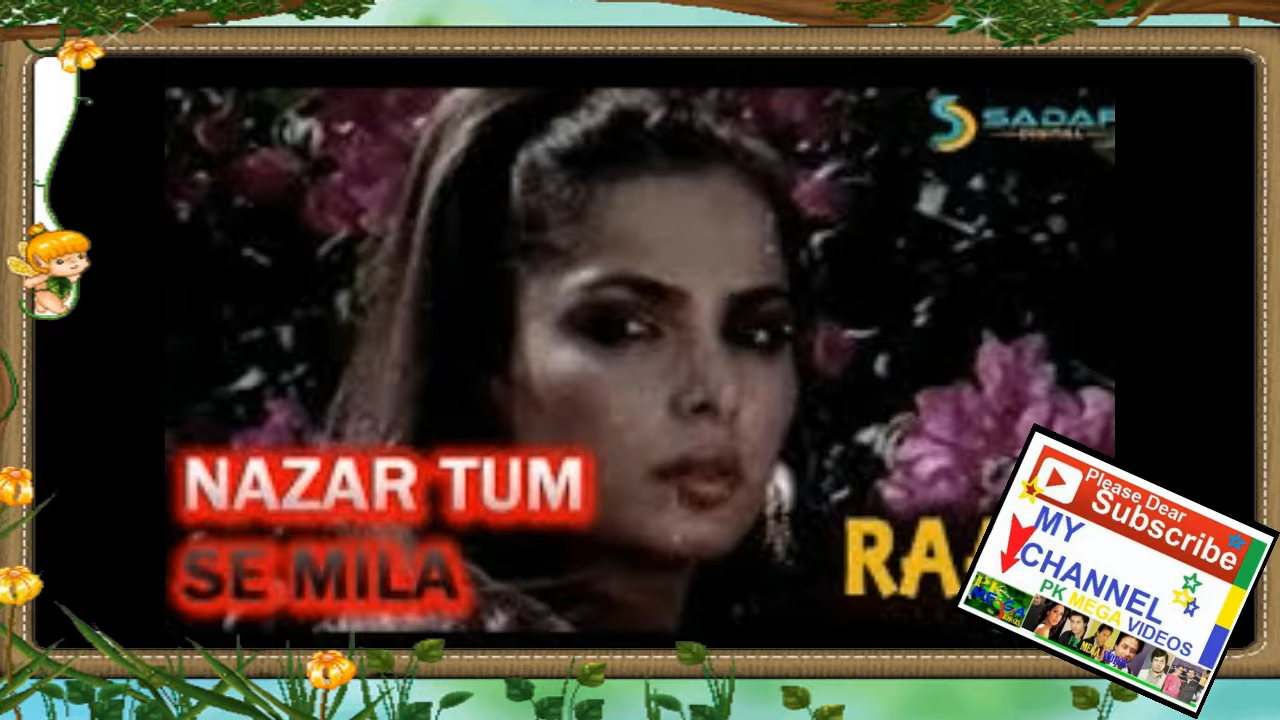 SADAF
DIGITAL
NAZAR TUM
SE MILA
Please Dear
Subscribe
MY
CHANNEL
PK MEGA
VIDEOS